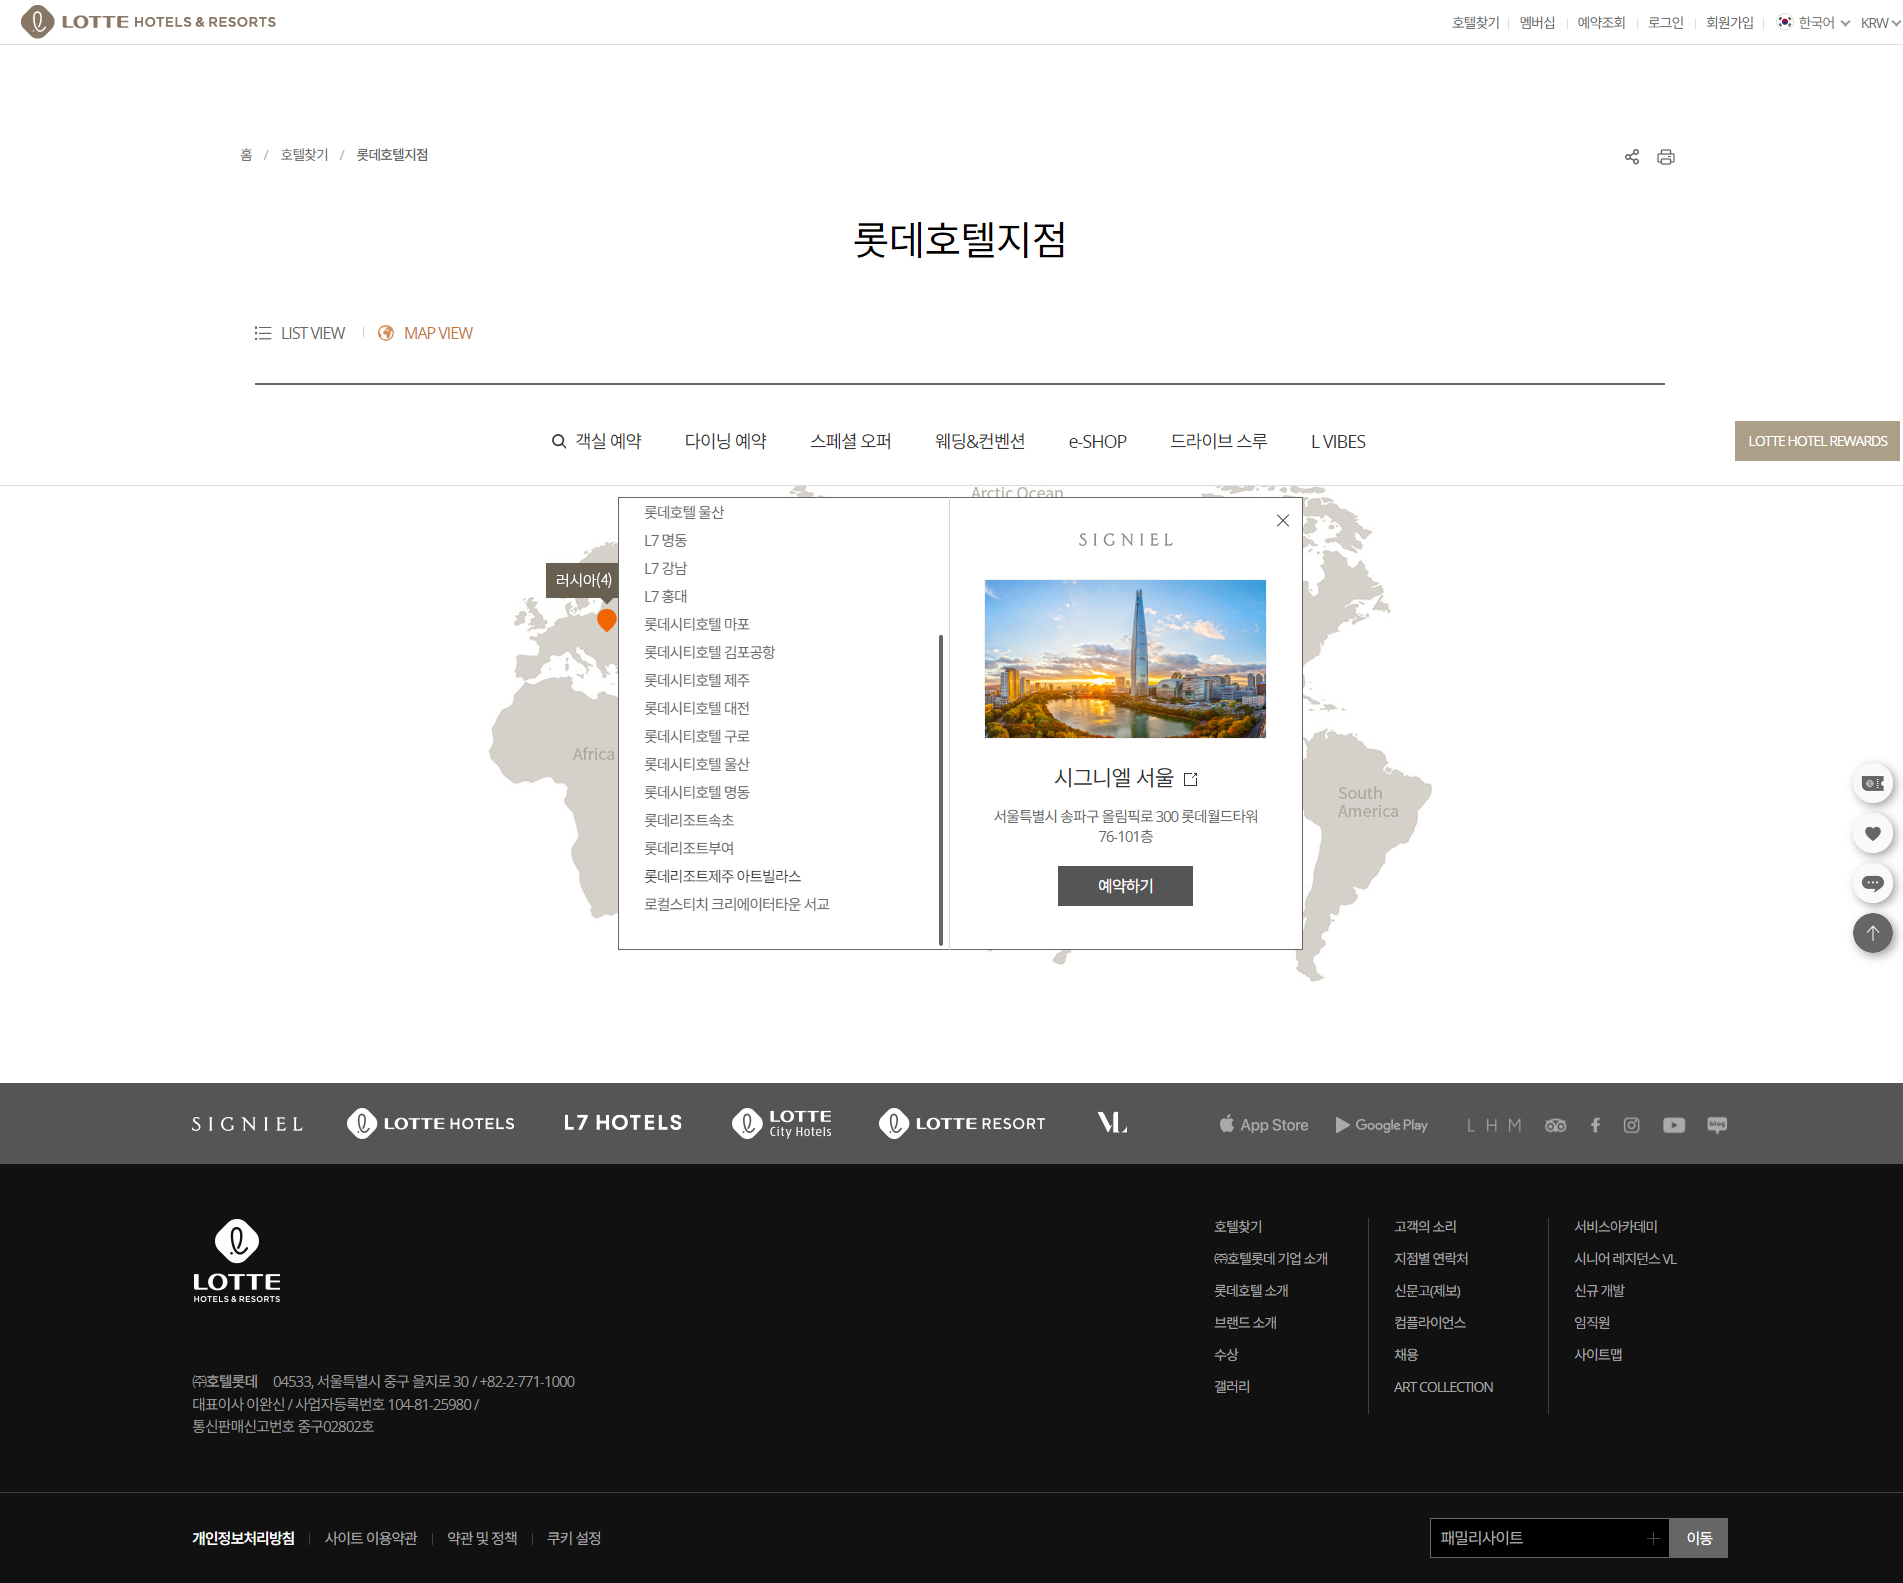 LOTTE HOTELS & RESORTS
호텔찾기
멤버십
예약조회
로그인
회원가입
한국어
KRW
홈 / 호텔찾기 / 롯데호텔지점
롯데호텔지점
LIST VIEW
MAP VIEW
객실 예약
다이닝 예약
스페셜 오퍼
웨딩&컨벤션
e-SHOP
드라이브 스루
L VIBES
LOTTE HOTEL REWARDS
Arctic Ocean
러시아(4)
Africa
South
America
롯데호텔 울산
L7 명동
L7 강남
L7 홍대
롯데시티호텔 마포
롯데시티호텔 김포공항
롯데시티호텔 제주
롯데시티호텔 대전
롯데시티호텔 구로
롯데시티호텔 울산
롯데시티호텔 명동
롯데리조트속초
롯데리조트부여
롯데리조트제주 아트빌라스
로컬스티치 크리에이터타운 서교
SIGNIEL
시그니엘 서울
서울특별시 송파구 올림픽로 300 롯데월드타워
76-101층
예약하기
SIGNIEL
LOTTE HOTELS
L7 HOTELS
LOTTE
City Hotels
LOTTE RESORT
VL
App Store
Google Play
L H M
blog
LOTTE
HOTELS & RESORTS
호텔찾기
㈜호텔롯데 기업 소개
롯데호텔 소개
브랜드 소개
수상
갤러리
고객의 소리
지점별 연락처
신문고(제보)
컴플라이언스
채용
ART COLLECTION
서비스아카데미
시니어 레지던스 VL
신규 개발
임직원
사이트맵
㈜호텔롯데 04533, 서울특별시 중구 을지로 30 / +82-2-771-1000
대표이사 이완신 / 사업자등록번호 104-81-25980 /
통신판매신고번호 중구02802호
개인정보처리방침
사이트 이용약관
약관 및 정책
쿠키 설정
패밀리사이트
이동